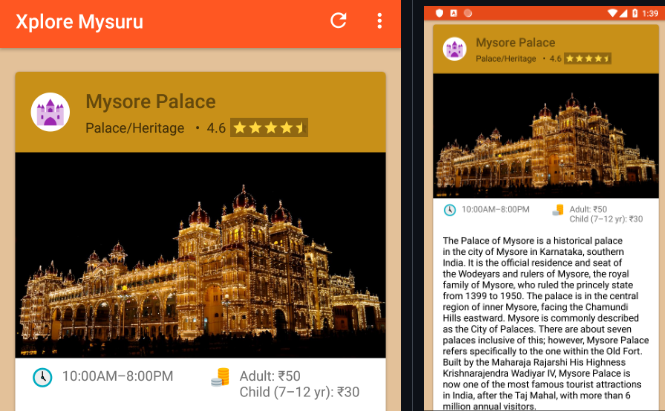 Xplore Mysuru
Mysore Palace
Palace/Heritage • 4.6
10:00AM–8:00PM
Adult: ₹50
Child (7–12 yr): ₹30
1:39
Mysore Palace
Palace/Heritage • 4.6
10:00AM–8:00PM
Adult: ₹50
Child (7–12 yr): ₹30
The Palace of Mysore is a historical palace
in the city of Mysore in Karnataka, southern
India. It is the official residence and seat of
the Wodeyars and rulers of Mysore, the royal
family of Mysore, who ruled the princely state
from 1399 to 1950. The palace is in the central
region of inner Mysore, facing the Chamundi
Hills eastward. Mysore is commonly described
as the City of Palaces. There are about seven
palaces inclusive of this; however, Mysore Palace
refers specifically to the one within the Old Fort.
Built by the Maharaja Rajarshi His Highness
Krishnarajendra Wadiyar IV, Mysore Palace is
now one of the most famous tourist attractions
in India, after the Taj Mahal, with more than 6
million annual visitors.